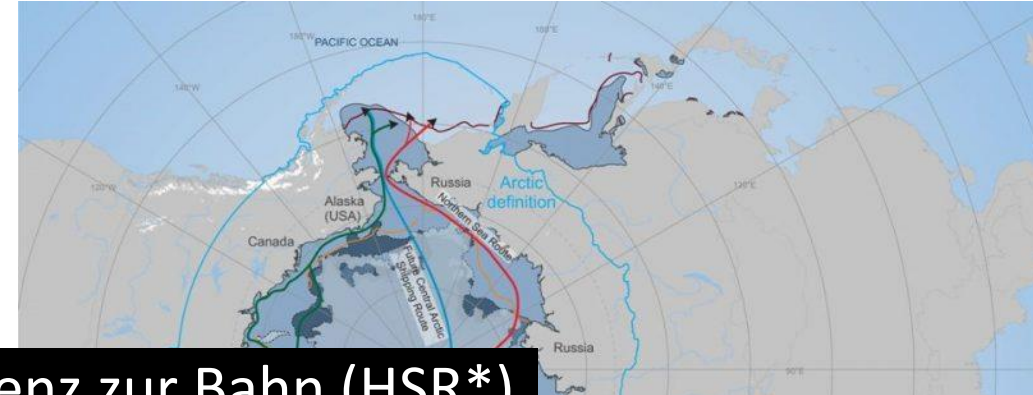 180°E
160°W
160°E
PACIFIC OCEAN
140°W
140°E
120°W
120°E
Russia
Arctic
definition
Alaska
(USA)
Northern Sea Route
Canada
Future Central Arctic
Shipping Route
Russia
90°E
enz zur Bahn (HSR*)